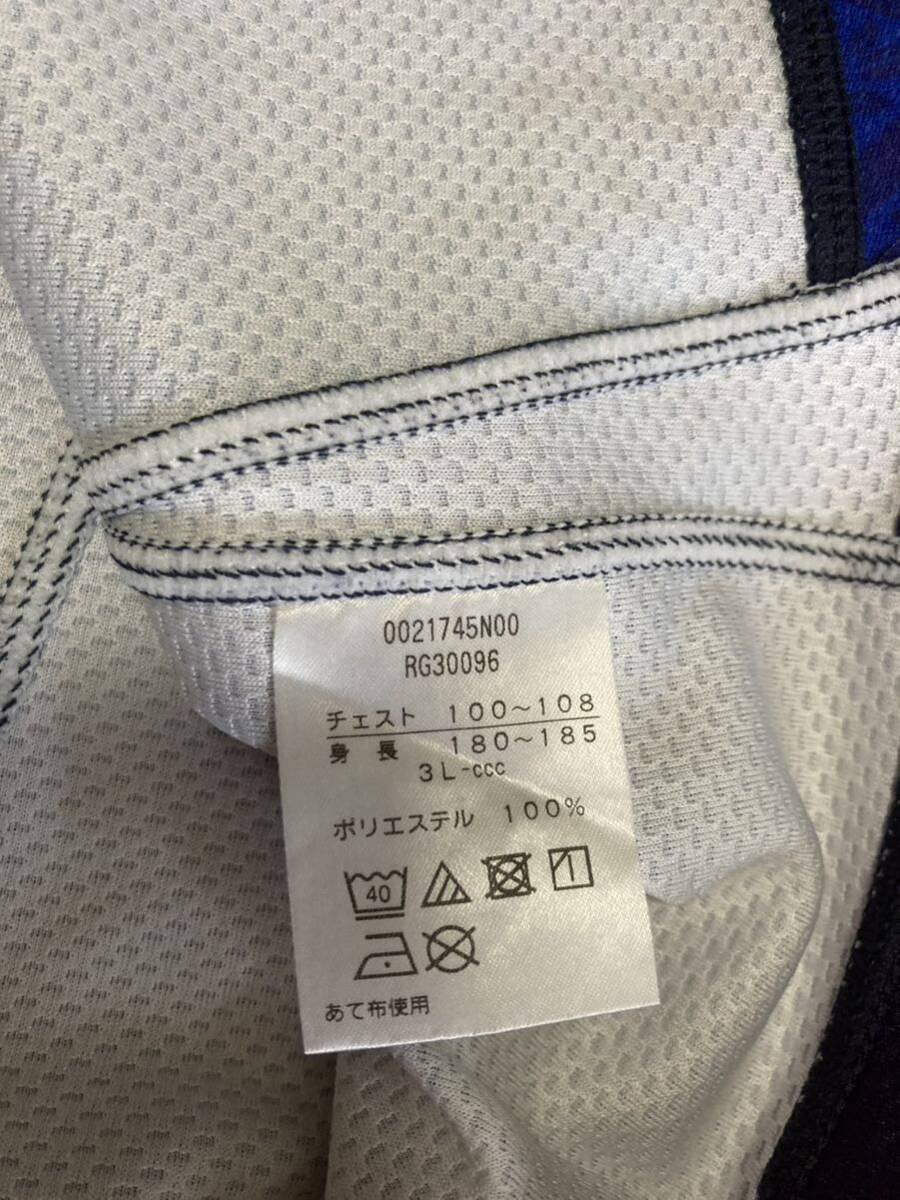 0021745N00
RG30096
チェスト 100～108
身長 180～185
3L-ccc
ポリエステル 100%
40
あて布使用